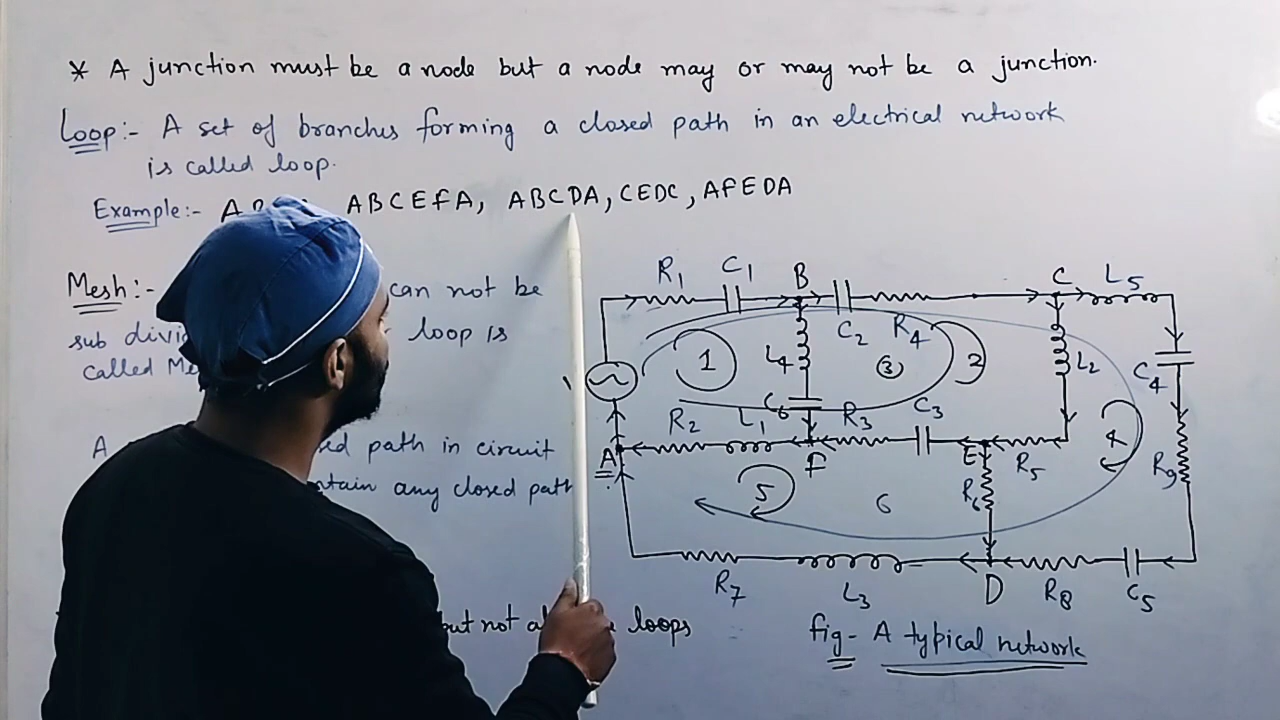 * A junction must be a node but a node may or may not be a junction.
Loop:- A set of branches forming a closed path in an electrical network
is called loop.
Example:- ABCEFA, ABCDA, CEDC, AFEDA
Mesh:- can not be
sub loop is
called
A path in circuit
any closed path
but not loops
R1 C1 B C L5
C2 R4
1 L4 3 2 L2 C4
C6
R2 L1 R3 C3
A F E R5 4 R9
5 6 R6
R7 L3 D R8 C5
fig- A typical network